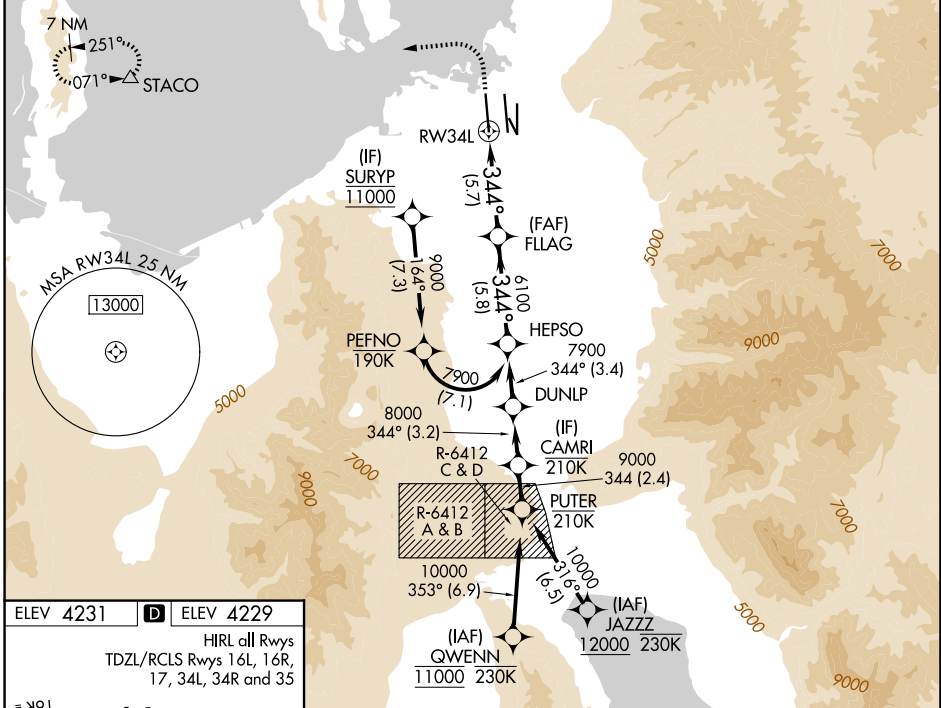 7 NM
251°
071°
STACO
RW34L
(IF)
SURYP
11000
344°
(5.7)
(FAF)
FLLAG
5000
7000
MSA RW34L 25 NM
13000
9000
164°
(7.3)
6100
344°
(5.8)
HEPSO
PEFNO
190K
7900
344° (3.4)
9000
7900
(7.1)
DUNLP
5000
8000
344° (3.2)
(IF)
CAMRI
210K
R-6412
C & D
9000
344 (2.4)
7000
9000
R-6412
A & B
PUTER
210K
7000
10000
353° (6.9)
10000
316°
(6.5)
(IAF)
JAZZZ
12000 230K
5000
(IAF)
QWENN
11000 230K
9000
ELEV 4231 D ELEV 4229
HIRL all Rwys
TDZL/RCLS Rwys 16L, 16R,
17, 34L, 34R and 35